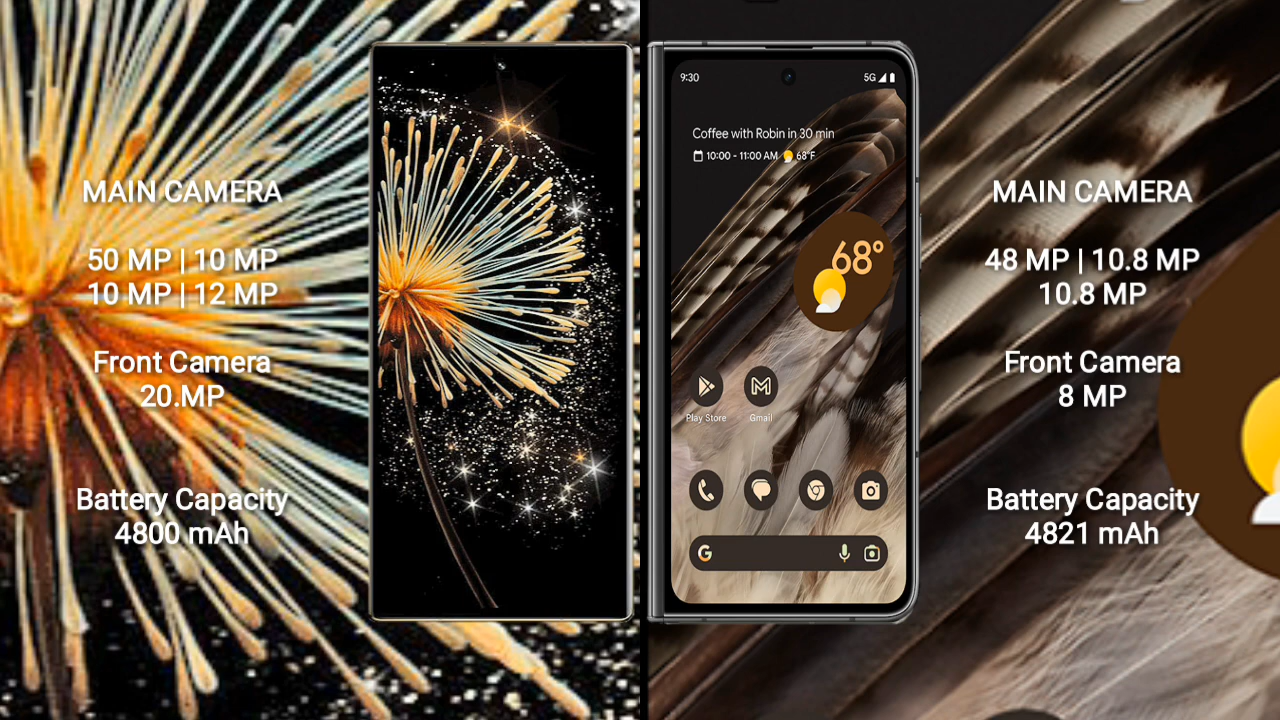 MAIN CAMERA
50 MP | 10 MP
10 MP | 12 MP
Front Camera
20.MP
Battery Capacity
4800 mAh
9:30
5G
Coffee with Robin in 30 min
10:00 - 11:00 AM 68°F
68°
Play Store
Gmail
G
MAIN CAMERA
48 MP | 10.8 MP
10.8 MP
Front Camera
8 MP
Battery Capacity
4821 mAh